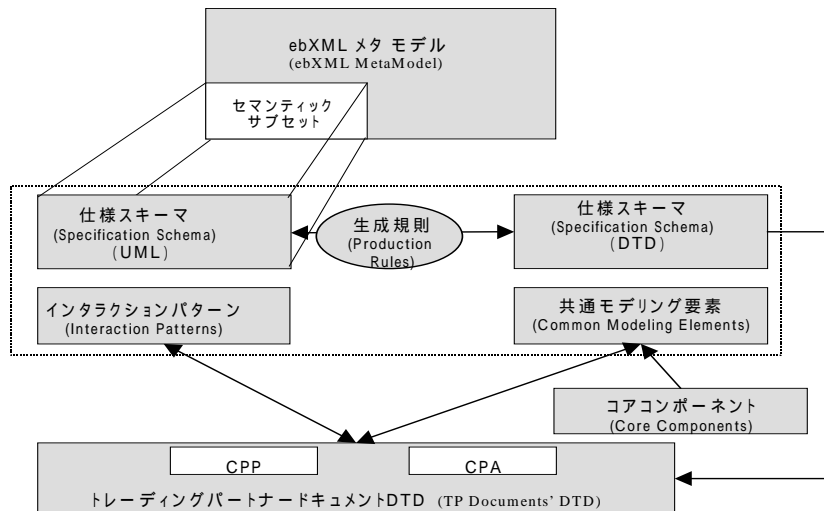 ebXML メタ モデル
(ebXML MetaModel)
セマンティック
サブセット
仕様スキーマ
(Specification Schema)
(UML)
生成規則
(Production
Rules)
仕様スキーマ
(Specification Schema)
(DTD)
インタラクションパターン
(Interaction Patterns)
共通モデリング要素
(Common Modeling Elements)
コアコンポーネント
(Core Components)
CPP
CPA
トレーディングパートナードキュメントDTD (TP Documents' DTD)